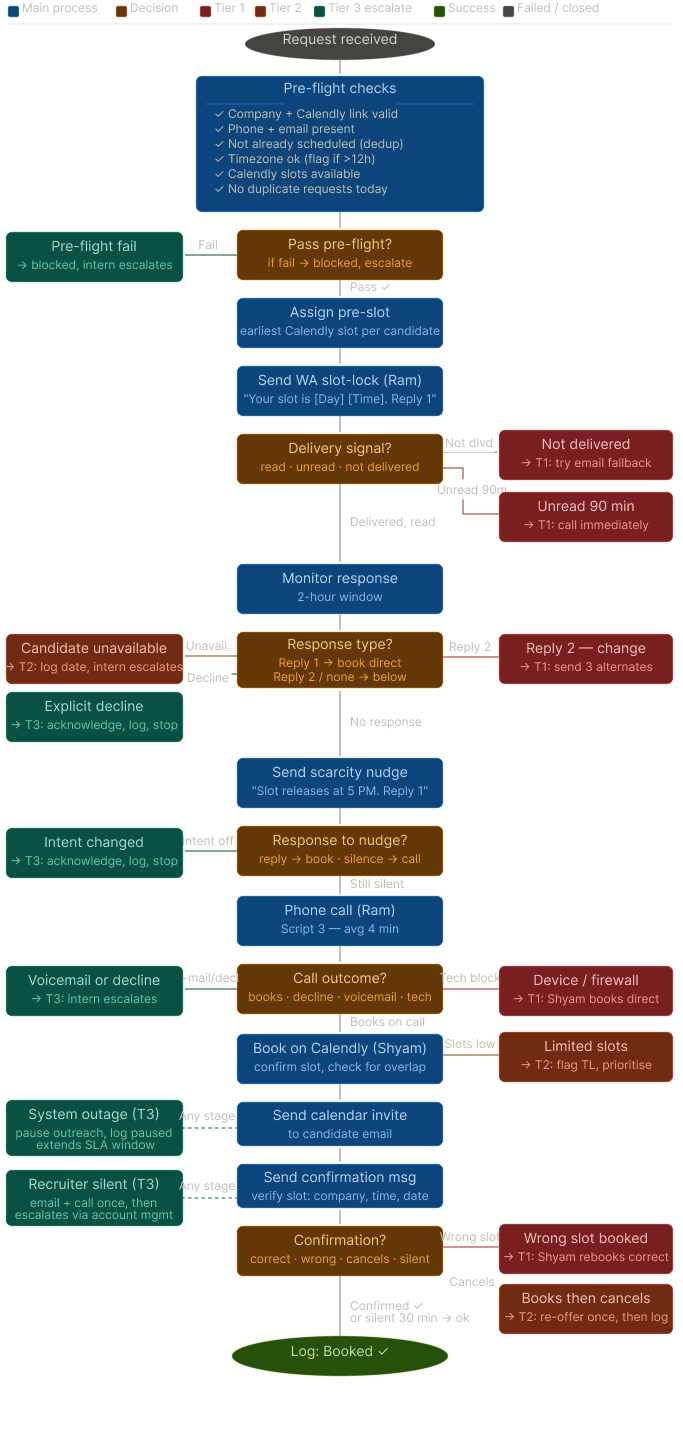 Main process
Decision
Tier 1
Tier 2
Tier 3 escalate
Success
Failed / closed
Request received
Pre-flight checks
✓ Company + Calendly link valid
✓ Phone + email present
✓ Not already scheduled (dedup)
✓ Timezone ok (flag if >12h)
✓ Calendly slots available
✓ No duplicate requests today
Pre-flight fail
→ blocked, intern escalates
Fail
Pass pre-flight?
if fail → blocked, escalate
Pass ✓
Assign pre-slot
earliest Calendly slot per candidate
Send WA slot-lock (Ram)
"Your slot is [Day] [Time]. Reply 1"
Delivery signal?
read · unread · not delivered
Not dlvd
Not delivered
→ T1: try email fallback
Unread 90m
Unread 90 min
→ T1: call immediately
Delivered, read
Monitor response
2-hour window
Candidate unavailable
→ T2: log date, intern escalates
Unavail.
Response type?
Reply 1 → book direct
Reply 2 / none → below
Reply 2
Reply 2 — change
→ T1: send 3 alternates
Decline
Explicit decline
→ T3: acknowledge, log, stop
No response
Send scarcity nudge
"Slot releases at 5 PM. Reply 1"
Intent changed
→ T3: acknowledge, log, stop
Intent off
Response to nudge?
reply → book · silence → call
Still silent
Phone call (Ram)
Script 3 — avg 4 min
Voicemail or decline
→ T3: intern escalates
-mail/decl
Call outcome?
books · decline · voicemail · tech
Tech block
Device / firewall
→ T1: Shyam books direct
Books on call
Book on Calendly (Shyam)
confirm slot, check for overlap
Slots low
Limited slots
→ T2: flag TL, prioritise
System outage (T3)
pause outreach, log paused
extends SLA window
Any stage
Send calendar invite
to candidate email
Recruiter silent (T3)
email + call once, then
escalates via account mgmt
Any stage
Send confirmation msg
verify slot: company, time, date
Confirmation?
correct · wrong · cancels · silent
Wrong slot
Wrong slot booked
→ T1: Shyam rebooks correct
Cancels
Books then cancels
→ T2: re-offer once, then log
Confirmed ✓
or silent 30 min → ok
Log: Booked ✓